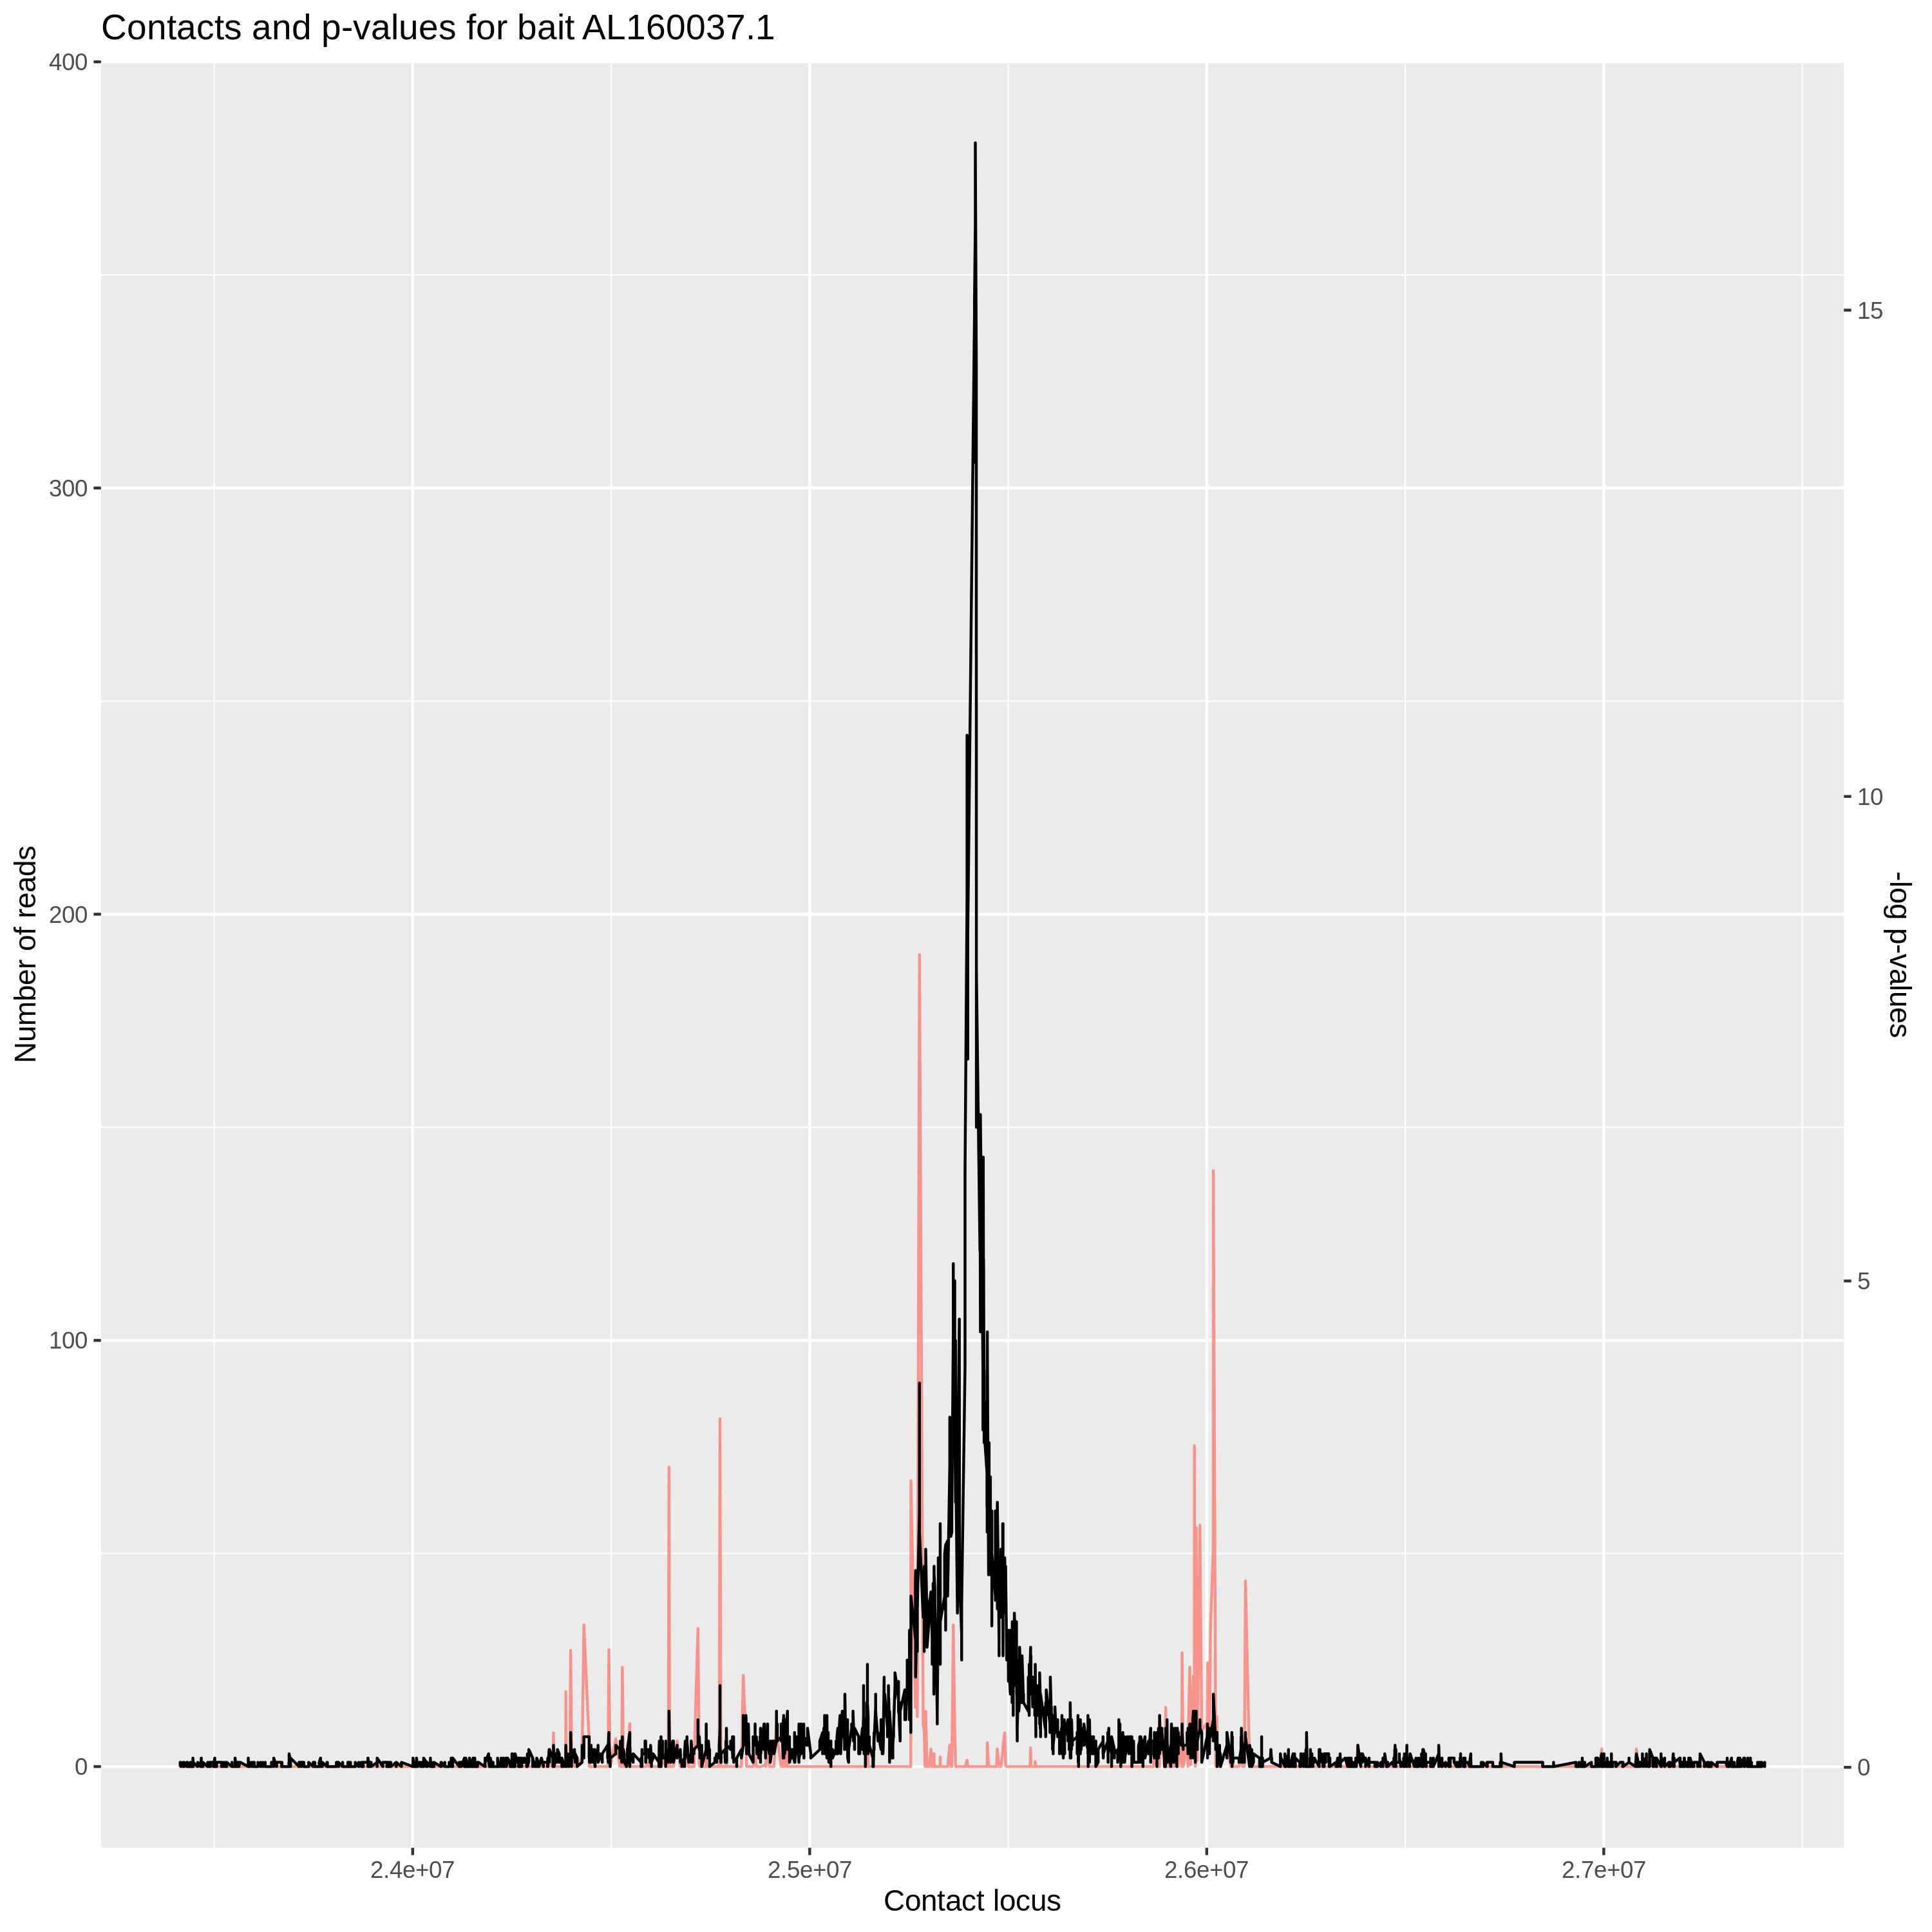 Contacts and p-values for bait AL160037.1
400
300
200
100
0
Number of reads
15
10
5
0
-log p-values
2.4e+07
2.5e+07
2.6e+07
2.7e+07
Contact locus